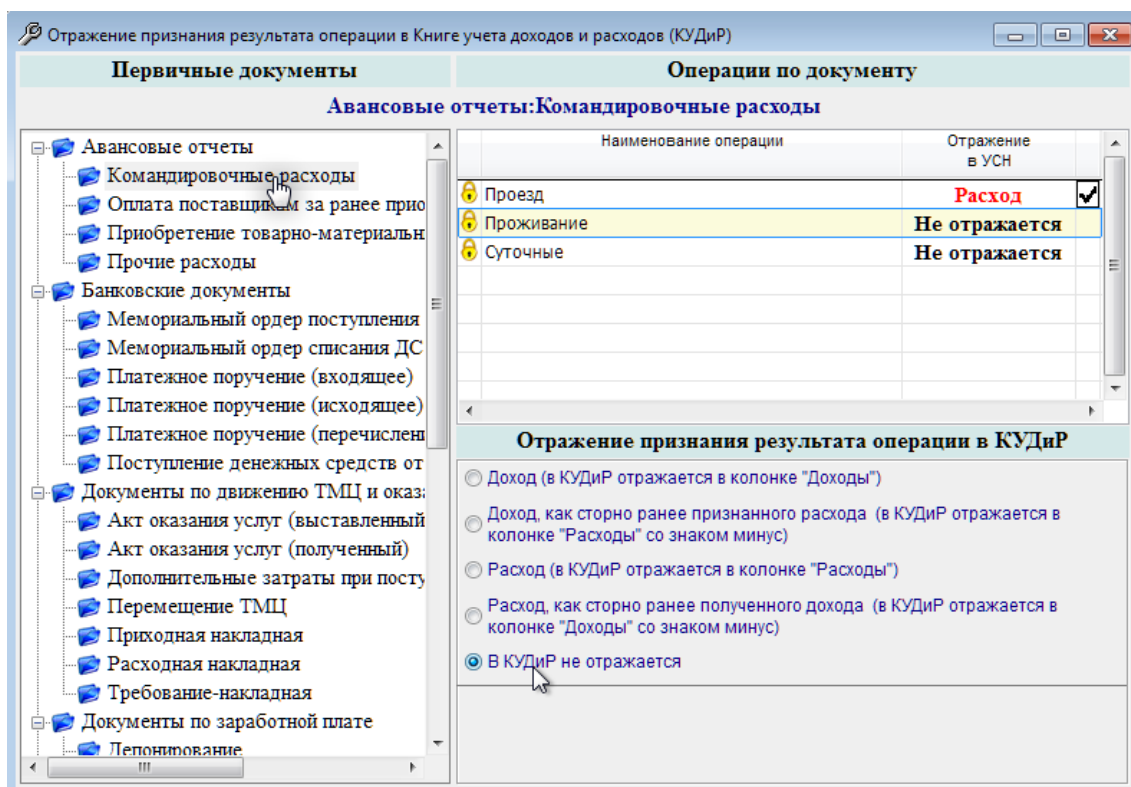 Отражение признания результата операции в Книге учета доходов и расходов (КУДиР)
Первичные документы
Операции по документу
Авансовые отчеты:Командировочные расходы
Авансовые отчеты
Командировочные расходы
Оплата поставщикам за ранее прио
Приобретение товарно-материальн
Прочие расходы
Банковские документы
Мемориальный ордер поступления
Мемориальный ордер списания ДС
Платежное поручение (входящее)
Платежное поручение (исходящее)
Платежное поручение (перечислен
Поступление денежных средств от
Документы по движению ТМЦ и оказ
Акт оказания услуг (выставленный
Акт оказания услуг (полученный)
Дополнительные затраты при посту
Перемещение ТМЦ
Приходная накладная
Расходная накладная
Требование-накладная
Документы по заработной плате
Депонирование
Наименование операции
Отражение
в УСН
Проезд Расход
Проживание Не отражается
Суточные Не отражается
Отражение признания результата операции в КУДиР
Доход (в КУДиР отражается в колонке "Доходы")
Доход, как сторно ранее признанного расхода (в КУДиР отражается в
колонке "Расходы" со знаком минус)
Расход (в КУДиР отражается в колонке "Расходы")
Расход, как сторно ранее полученного дохода (в КУДиР отражается в
колонке "Доходы" со знаком минус)
В КУДиР не отражается